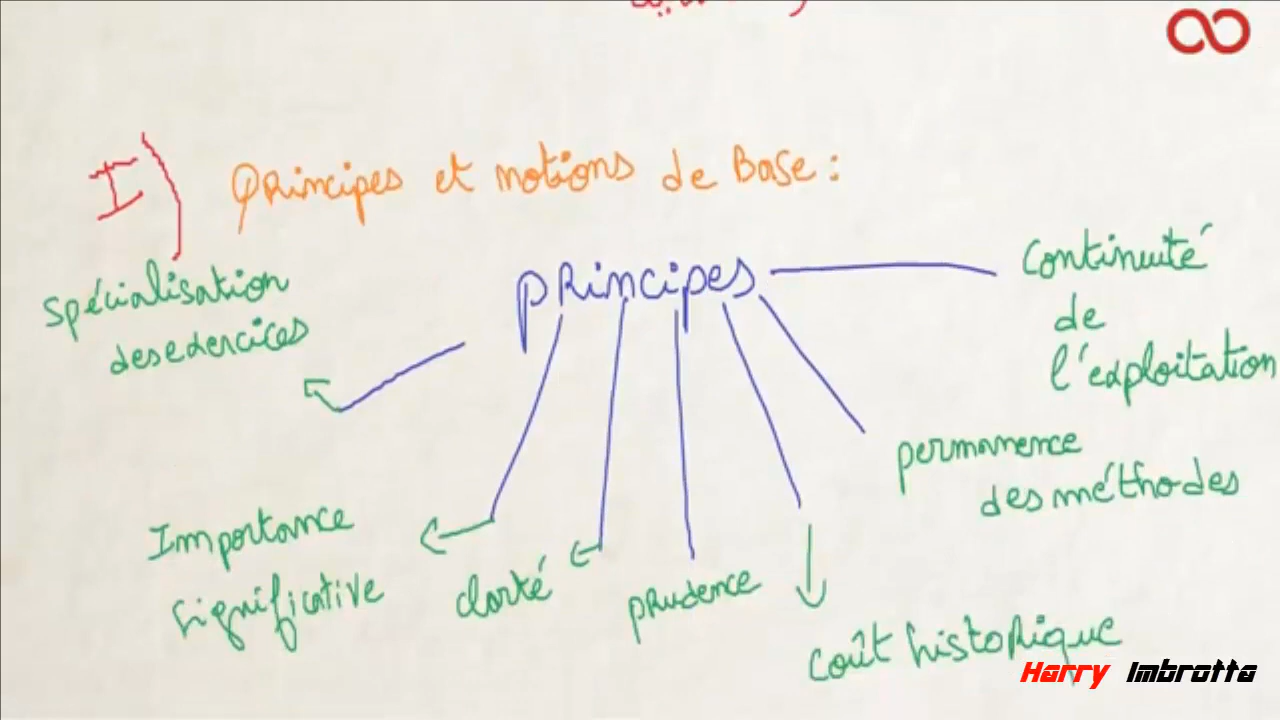 I) Principes et notions de Base :
principes
Continuité
de
l'exploitation
spécialisation
des exercices
permanence
des méthodes
Importance
significative
clarté
prudence
coût historique
Harry Imbrotta